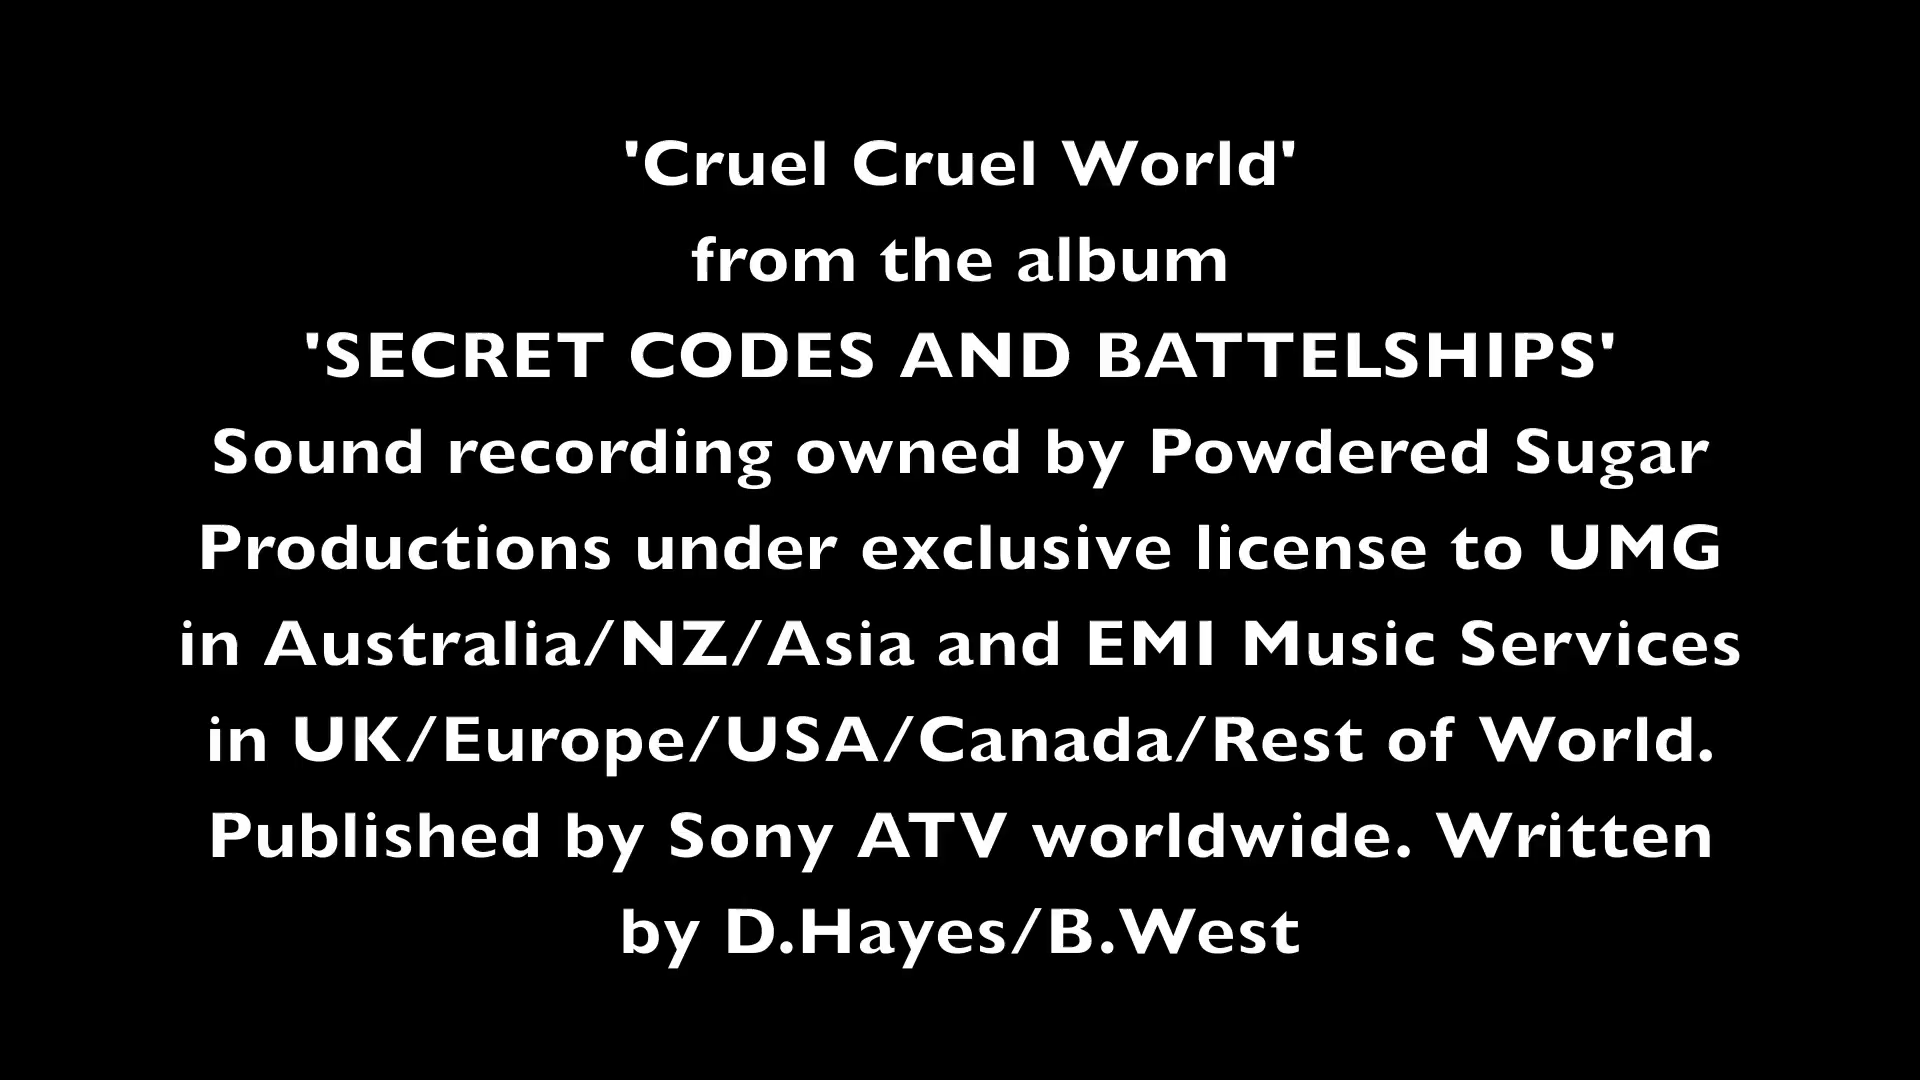 'Cruel Cruel World'
from the album
'SECRET CODES AND BATTELSHIPS'
Sound recording owned by Powdered Sugar
Productions under exclusive license to UMG
in Australia/NZ/Asia and EMI Music Services
in UK/Europe/USA/Canada/Rest of World.
Published by Sony ATV worldwide. Written
by D.Hayes/B.West